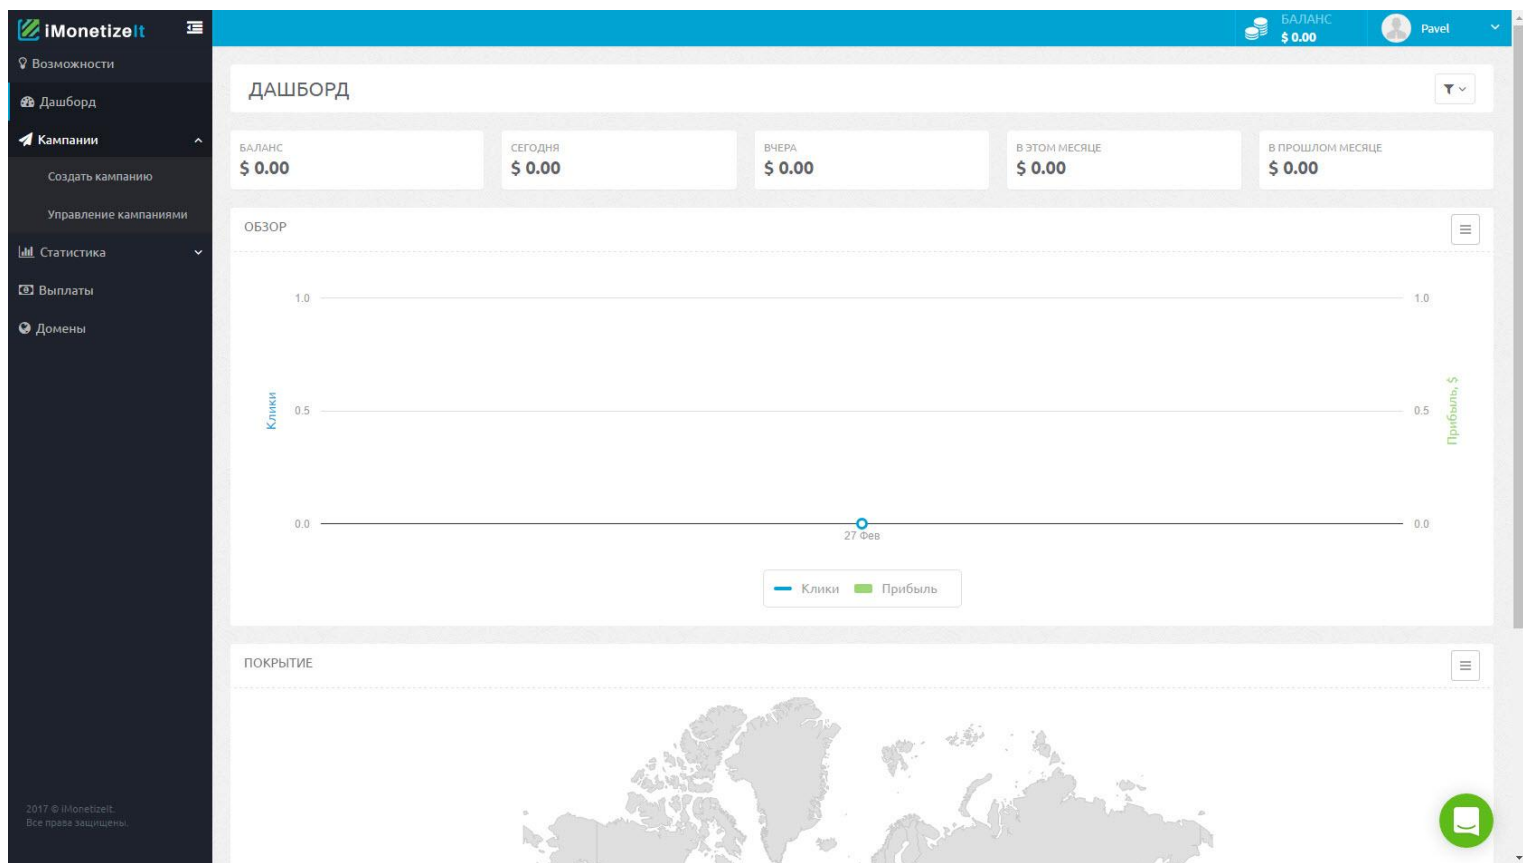 iMonetizeIt
БАЛАНС
$ 0.00
Pavel
Возможности
Дашборд
Кампании
Создать кампанию
Управление кампаниями
Статистика
Выплаты
Домены
2017 © iMonetizeIt.
Все права защищены.
ДАШБОРД
БАЛАНС
$ 0.00
СЕГОДНЯ
$ 0.00
ВЧЕРА
$ 0.00
В ЭТОМ МЕСЯЦЕ
$ 0.00
В ПРОШЛОМ МЕСЯЦЕ
$ 0.00
ОБЗОР
1.0
1.0
Клики
0.5
0.5
Прибыль, $
0.0
0.0
27 Фев
Клики
Прибыль
ПОКРЫТИЕ